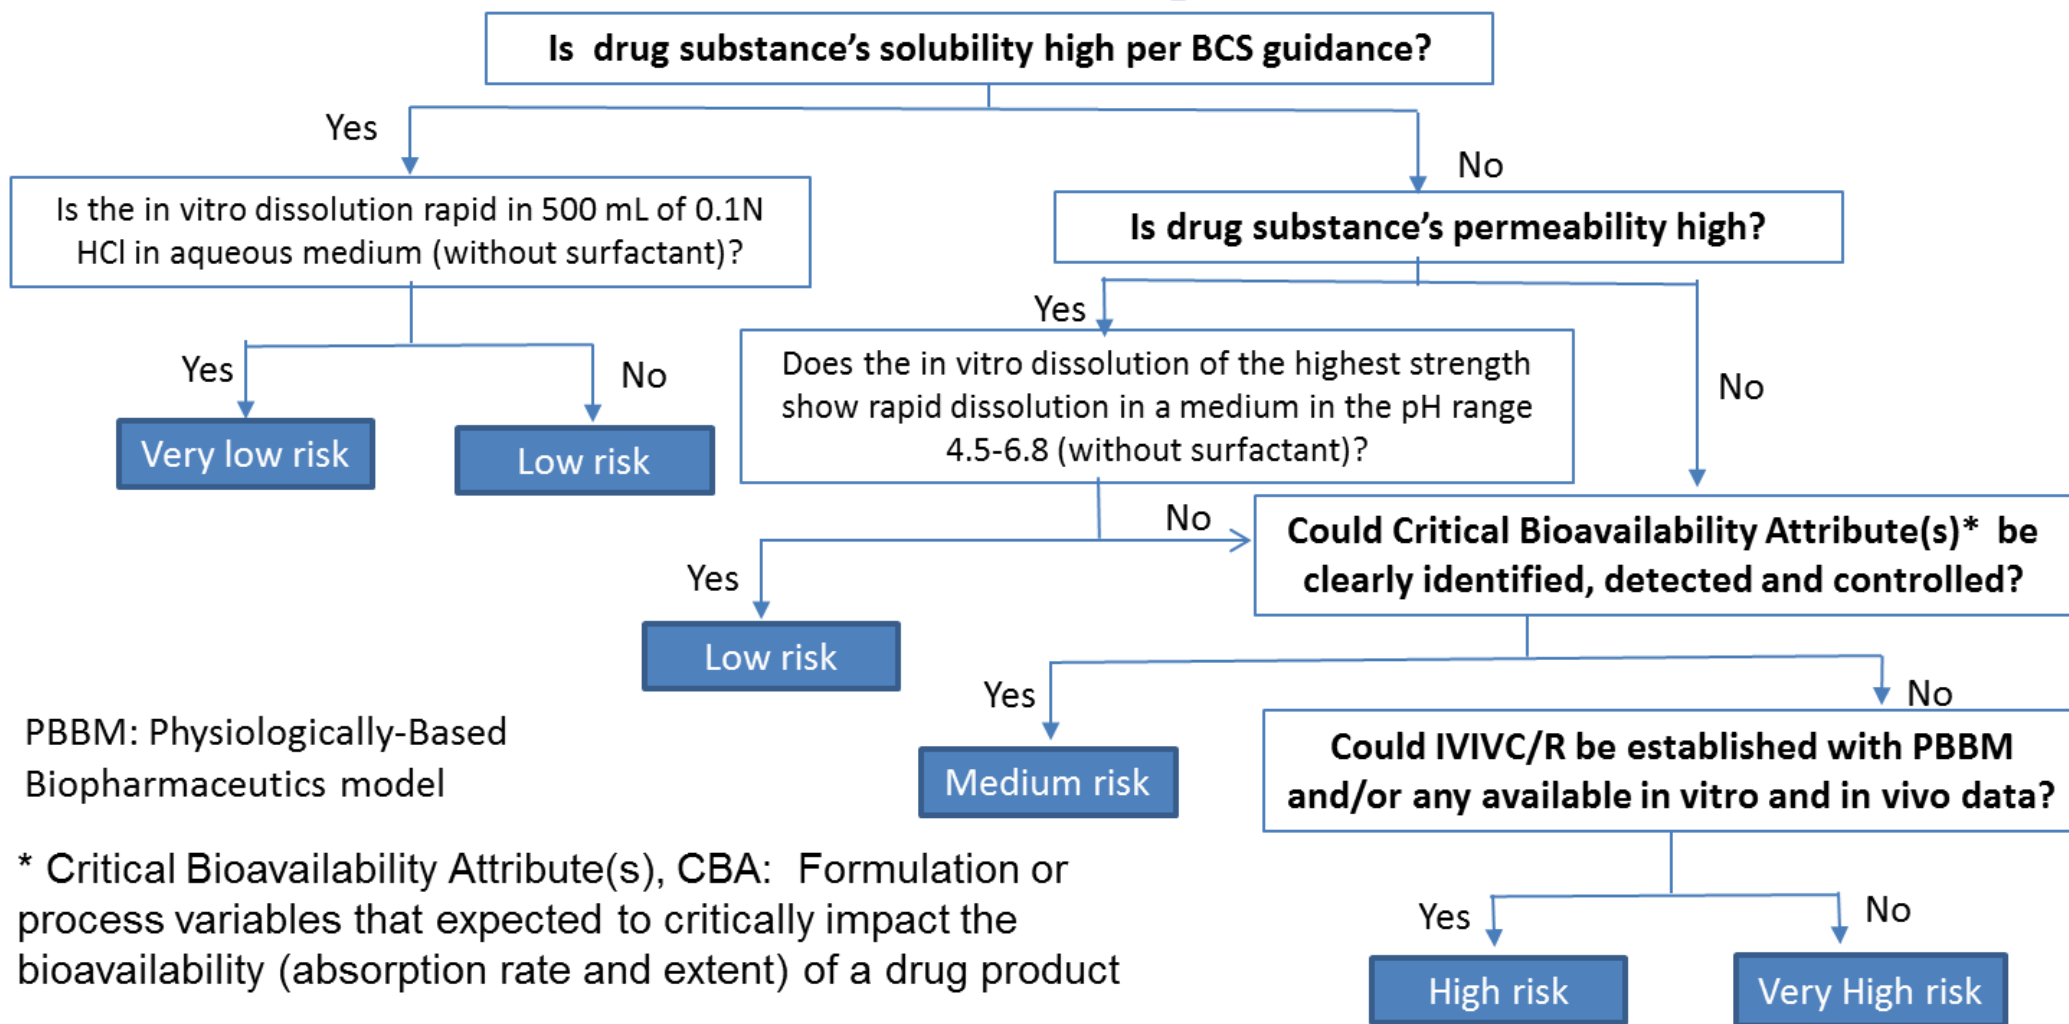 Is drug substance's solubility high per BCS guidance?
Yes
No
Is the in vitro dissolution rapid in 500 mL of 0.1N
HCl in aqueous medium (without surfactant)?
Is drug substance's permeability high?
Yes
No
Yes
No
Very low risk
Low risk
Does the in vitro dissolution of the highest strength
show rapid dissolution in a medium in the pH range
4.5-6.8 (without surfactant)?
No
Yes
Low risk
Could Critical Bioavailability Attribute(s)* be
clearly identified, detected and controlled?
Yes
No
Medium risk
Could IVIVC/R be established with PBBM
and/or any available in vitro and in vivo data?
Yes
No
High risk
Very High risk
PBBM: Physiologically-Based
Biopharmaceutics model
* Critical Bioavailability Attribute(s), CBA: Formulation or
process variables that expected to critically impact the
bioavailability (absorption rate and extent) of a drug product